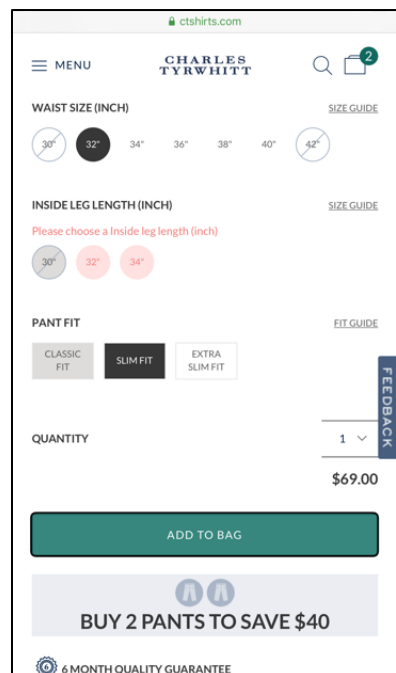 ctshirts.com
MENU
CHARLES
TYRWHITT
2
WAIST SIZE (INCH)
SIZE GUIDE
30" 32" 34" 36" 38" 40" 42"
INSIDE LEG LENGTH (INCH)
SIZE GUIDE
Please choose a Inside leg length (inch)
30" 32" 34"
PANT FIT
FIT GUIDE
CLASSIC
FIT
SLIM FIT
EXTRA
SLIM FIT
FEEDBACK
QUANTITY
1
$69.00
ADD TO BAG
BUY 2 PANTS TO SAVE $40
6
6 MONTH QUALITY GUARANTEE